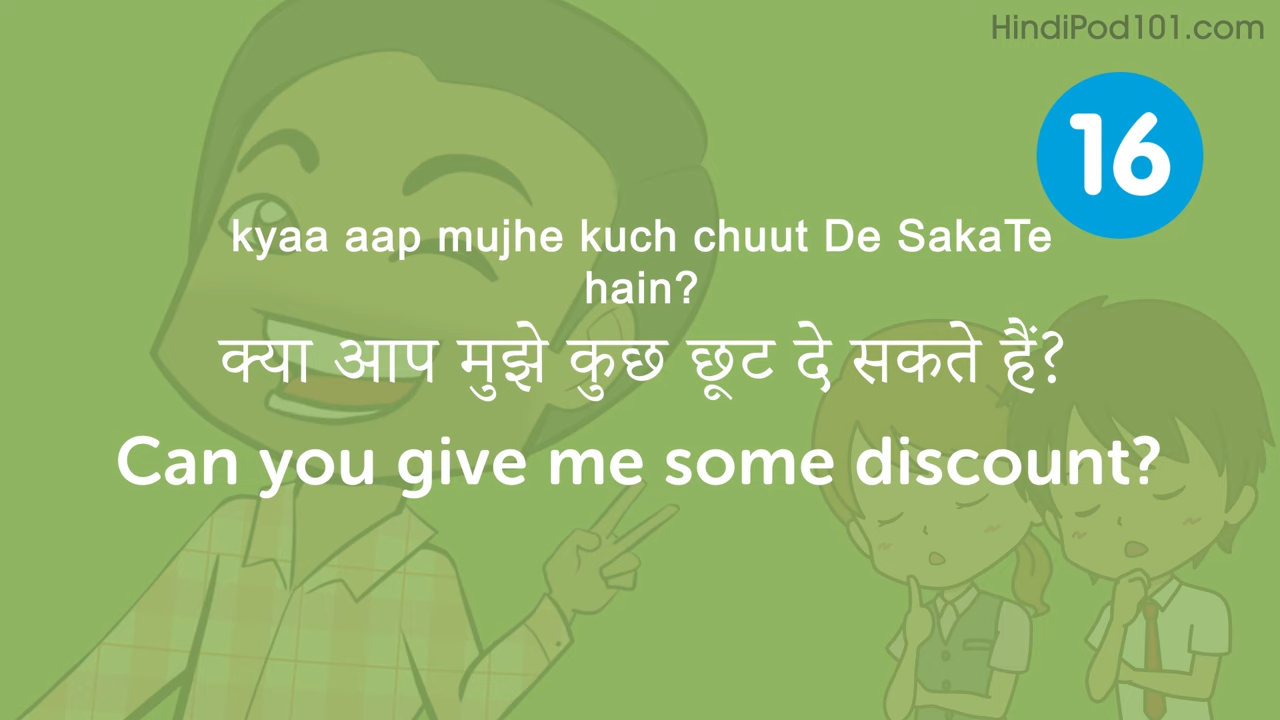 HindiPod101.com
16
kyaa aap mujhe kuch chuut De SakaTe
hain?
क्या आप मुझे कुछ छूट दे सकते हैं?
Can you give me some discount?